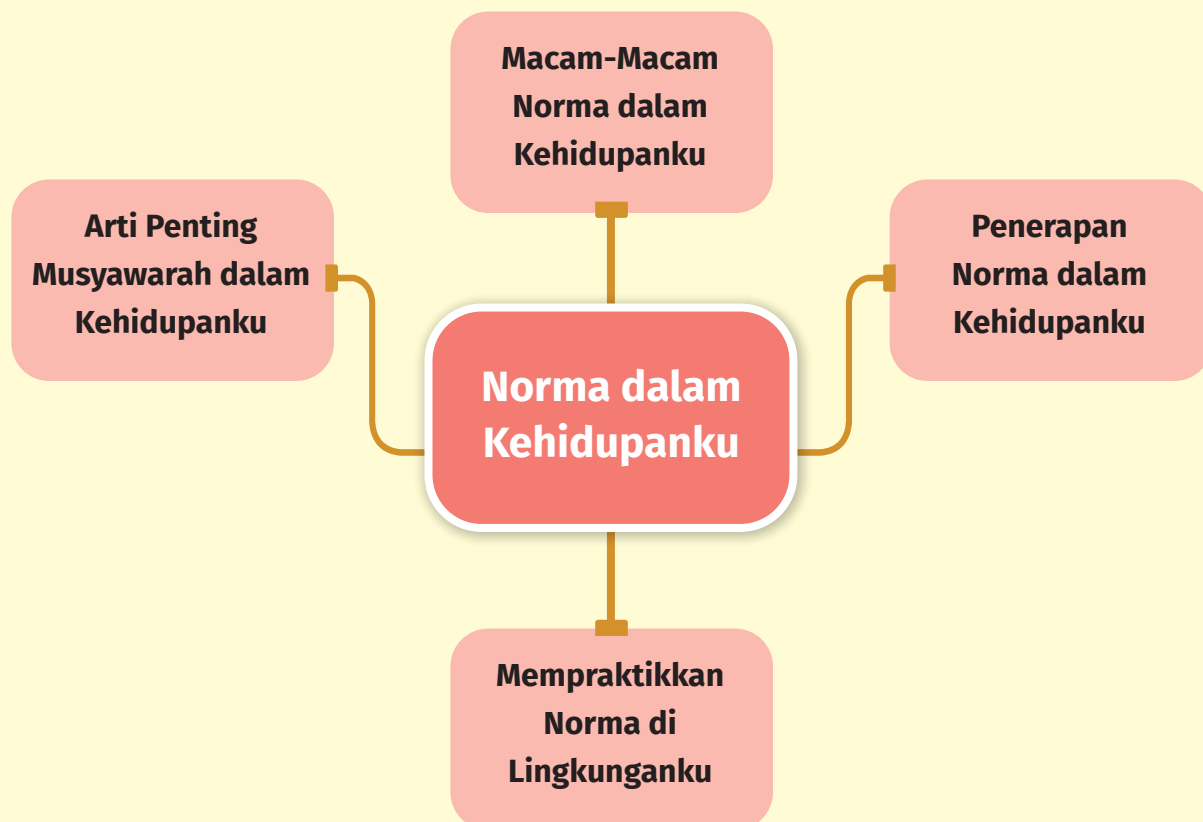 Macam-Macam
Norma dalam
Kehidupanku
Arti Penting
Musyawarah dalam
Kehidupanku
Penerapan
Norma dalam
Kehidupanku
Norma dalam
Kehidupanku
Mempraktikkan
Norma di
Lingkunganku